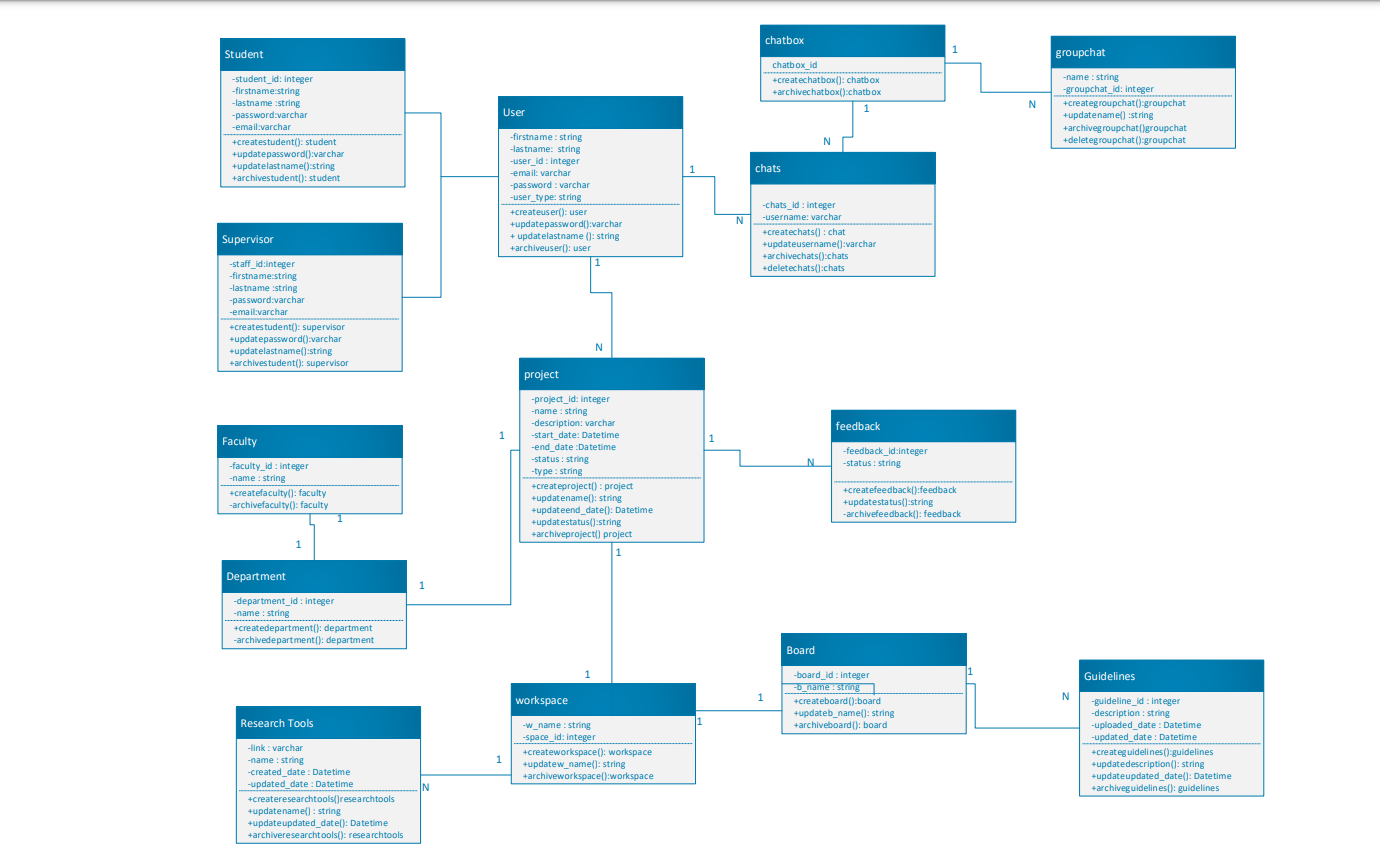 Student
-student_id: integer
-firstname:string
-lastname :string
-password:varchar
-email:varchar
+createstudent(): student
+updatepassword():varchar
+updatelastname():string
+archivestudent(): student
Supervisor
-staff_id:integer
-firstname:string
-lastname :string
-password:varchar
-email:varchar
+createstudent(): supervisor
+updatepassword():varchar
+updatelastname():string
+archivestudent(): supervisor
User
-firstname : string
-lastname: string
-user_id : integer
-email: varchar
-password : varchar
-user_type: string
+createuser(): user
+updatepassword():varchar
+ updatelastname (): string
+archiveuser(): user
1
N
1
N
chatbox
chatbox_id
+createchatbox(): chatbox
+archivechatbox():chatbox
1
N
1
N
groupchat
-name : string
-groupchat_id: integer
+creategroupchat():groupchat
+updatename() :string
+archivegroupchat()groupchat
+deletegroupchat():groupchat
chats
-chats_id : integer
-username: varchar
+createchats() : chat
+updateusername():varchar
+archivechats():chats
+deletechats():chats
project
-project_id: integer
-name : string
-description: varchar
-start_date: Datetime
-end_date :Datetime
-status : string
-type : string
+createproject() : project
+updatename(): string
+updateend_date(): Datetime
+updatestatus():string
+archiveproject() project
1
1
N
1
1
feedback
-feedback_id:integer
-status : string
+createfeedback():feedback
+updatestatus():string
-archivefeedback(): feedback
Faculty
-faculty_id : integer
-name : string
+createfaculty(): faculty
-archivefaculty(): faculty
1
1
Department
-department_id : integer
-name : string
+createdepartment(): department
-archivedepartment(): department
1
workspace
-w_name : string
-space_id: integer
+createworkspace(): workspace
+updatew_name(): string
+archiveworkspace():workspace
1
1
1
N
Research Tools
-link : varchar
-name : string
-created_date : Datetime
-updated_date : Datetime
+createresearchtools()researchtools
+updatename() : string
+updateupdated_date(): Datetime
+archiveresearchtools(): researchtools
Board
-board_id : integer
-b_name : string
+createboard():board
+updateb_name(): string
+archiveboard(): board
1
N
Guidelines
-guideline_id : integer
-description : string
-uploaded_date : Datetime
-updated_date : Datetime
+createguidelines():guidelines
+updatedescription(): string
+updateupdated_date(): Datetime
+archiveguidelines(): guidelines